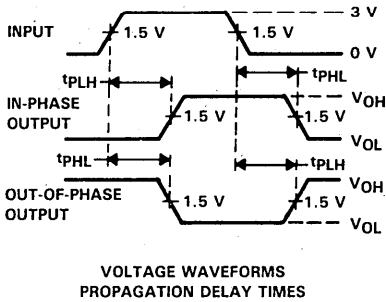 3 V
INPUT
1.5 V
1.5 V
0 V
tPLH
tPHL
IN-PHASE
OUTPUT
VOH
1.5 V
1.5 V
VOL
tPHL
tPLH
OUT-OF-PHASE
OUTPUT
VOH
1.5 V
1.5 V
VOL
VOLTAGE WAVEFORMS
PROPAGATION DELAY TIMES